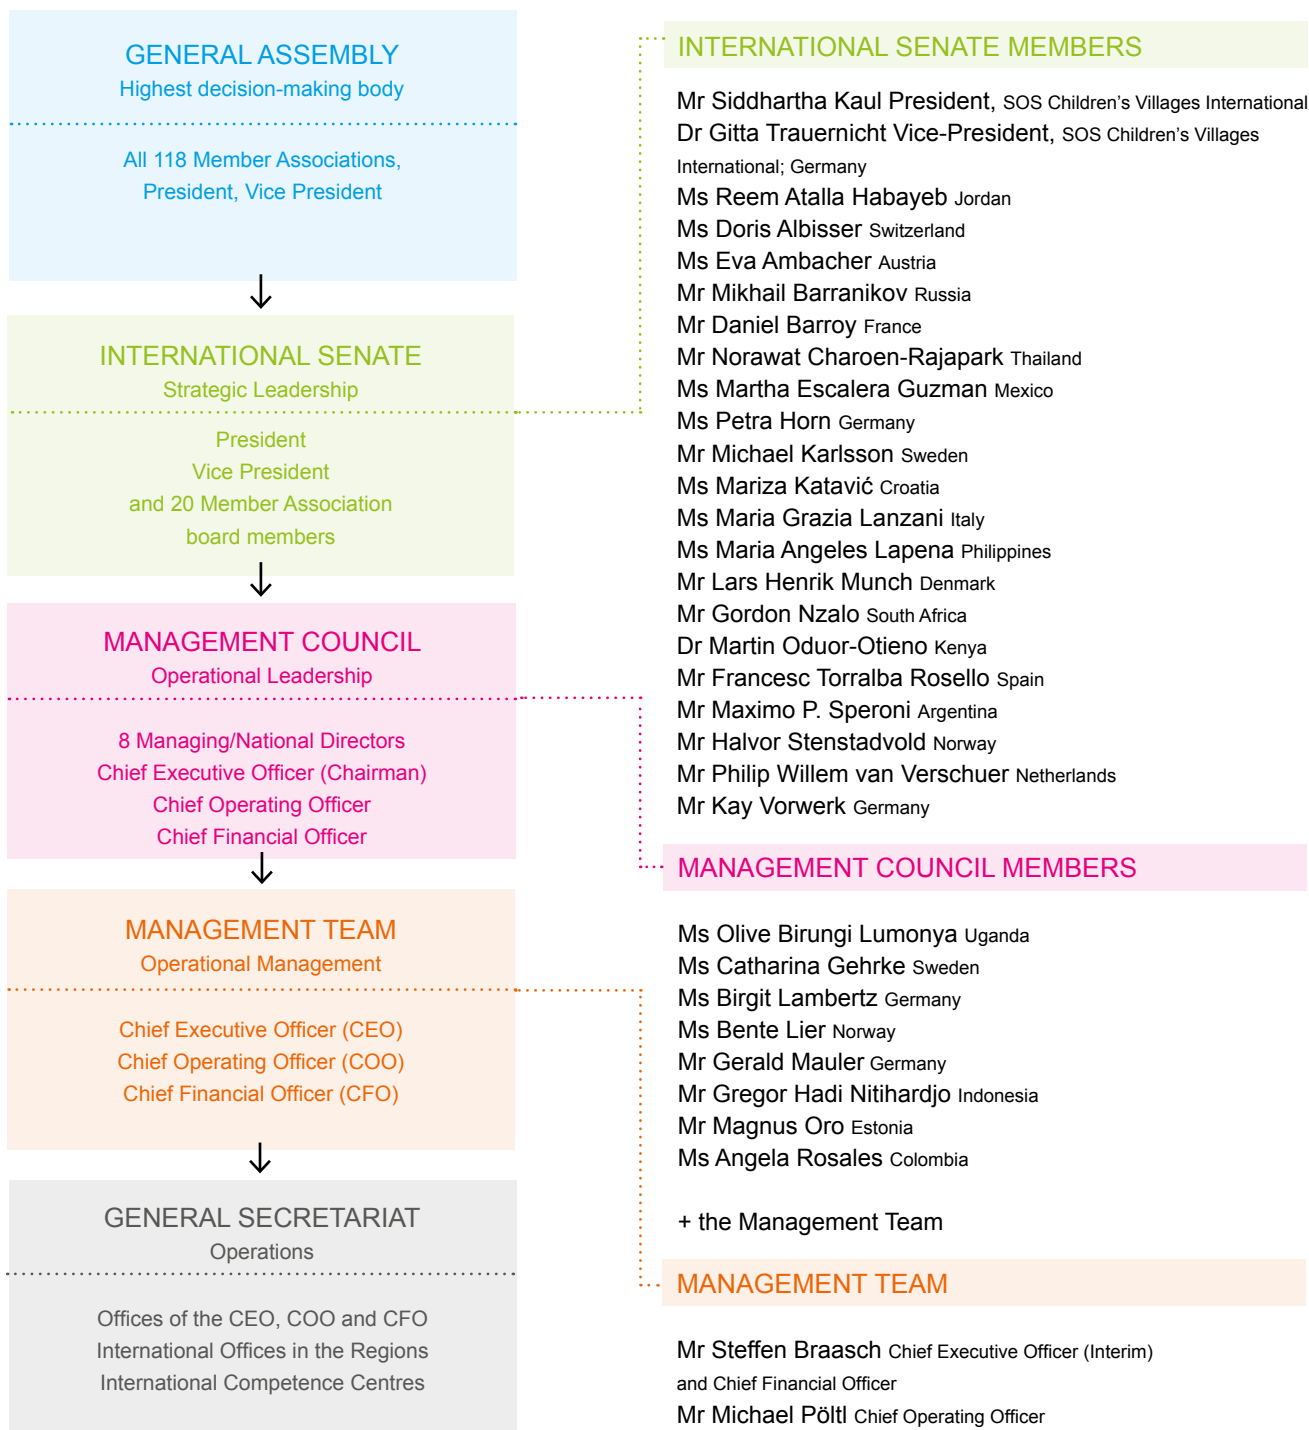 GENERAL ASSEMBLY
Highest decision-making body
All 118 Member Associations,
President, Vice President
INTERNATIONAL SENATE
Strategic Leadership
President
Vice President
and 20 Member Association
board members
MANAGEMENT COUNCIL
Operational Leadership
8 Managing/National Directors
Chief Executive Officer (Chairman)
Chief Operating Officer
Chief Financial Officer
MANAGEMENT TEAM
Operational Management
Chief Executive Officer (CEO)
Chief Operating Officer (COO)
Chief Financial Officer (CFO)
GENERAL SECRETARIAT
Operations
Offices of the CEO, COO and CFO
International Offices in the Regions
International Competence Centres
INTERNATIONAL SENATE MEMBERS
Mr Siddhartha Kaul President, SOS Children's Villages International
Dr Gitta Trauernicht Vice-President, SOS Children's Villages
International; Germany
Ms Reem Atalla Habayeb Jordan
Ms Doris Albisser Switzerland
Ms Eva Ambacher Austria
Mr Mikhail Barranikov Russia
Mr Daniel Barroy France
Mr Norawat Charoen-Rajapark Thailand
Ms Martha Escalera Guzman Mexico
Ms Petra Horn Germany
Mr Michael Karlsson Sweden
Ms Mariza Katavić Croatia
Ms Maria Grazia Lanzani Italy
Ms Maria Angeles Lapena Philippines
Mr Lars Henrik Munch Denmark
Mr Gordon Nzalo South Africa
Dr Martin Oduor-Otieno Kenya
Mr Francesc Torralba Rosello Spain
Mr Maximo P. Speroni Argentina
Mr Halvor Stenstadvold Norway
Mr Philip Willem van Verschuer Netherlands
Mr Kay Vorwerk Germany
MANAGEMENT COUNCIL MEMBERS
Ms Olive Birungi Lumonya Uganda
Ms Catharina Gehrke Sweden
Ms Birgit Lambertz Germany
Ms Bente Lier Norway
Mr Gerald Mauler Germany
Mr Gregor Hadi Nitihardjo Indonesia
Mr Magnus Oro Estonia
Ms Angela Rosales Colombia
+ the Management Team
MANAGEMENT TEAM
Mr Steffen Braasch Chief Executive Officer (Interim)
and Chief Financial Officer
Mr Michael Pöltl Chief Operating Officer